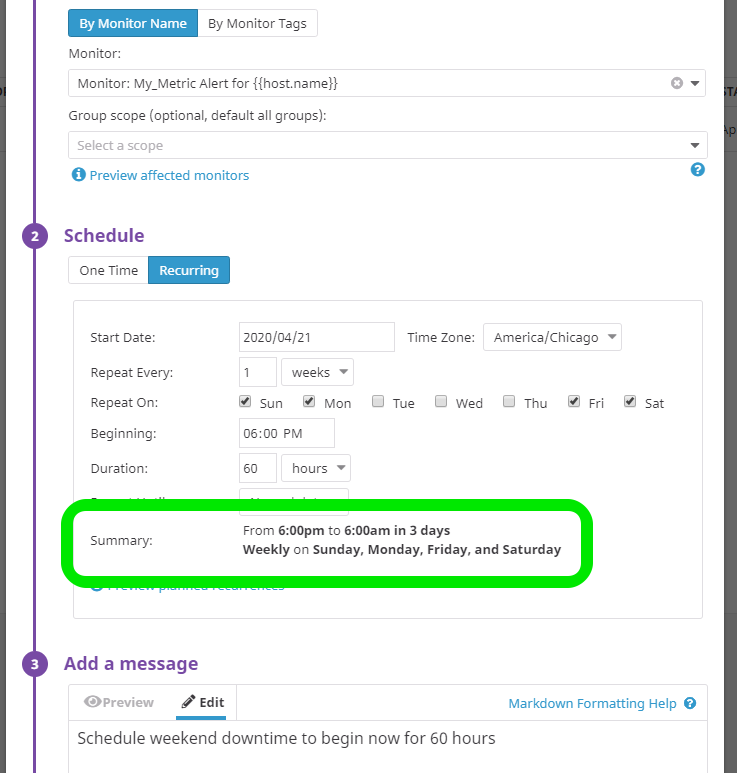 By Monitor Name By Monitor Tags
Monitor:
Monitor: My_Metric Alert for {{host.name}}
Group scope (optional, default all groups):
Select a scope
Preview affected monitors
2 Schedule
One Time Recurring
Start Date: 2020/04/21 Time Zone: America/Chicago
Repeat Every: 1 weeks
Repeat On: Sun Mon Tue Wed Thu Fri Sat
Beginning: 06:00 PM
Duration: 60 hours
Summary: From 6:00pm to 6:00am in 3 days
Weekly on Sunday, Monday, Friday, and Saturday
Preview planned recurrences
3 Add a message
Preview Edit Markdown Formatting Help
Schedule weekend downtime to begin now for 60 hours